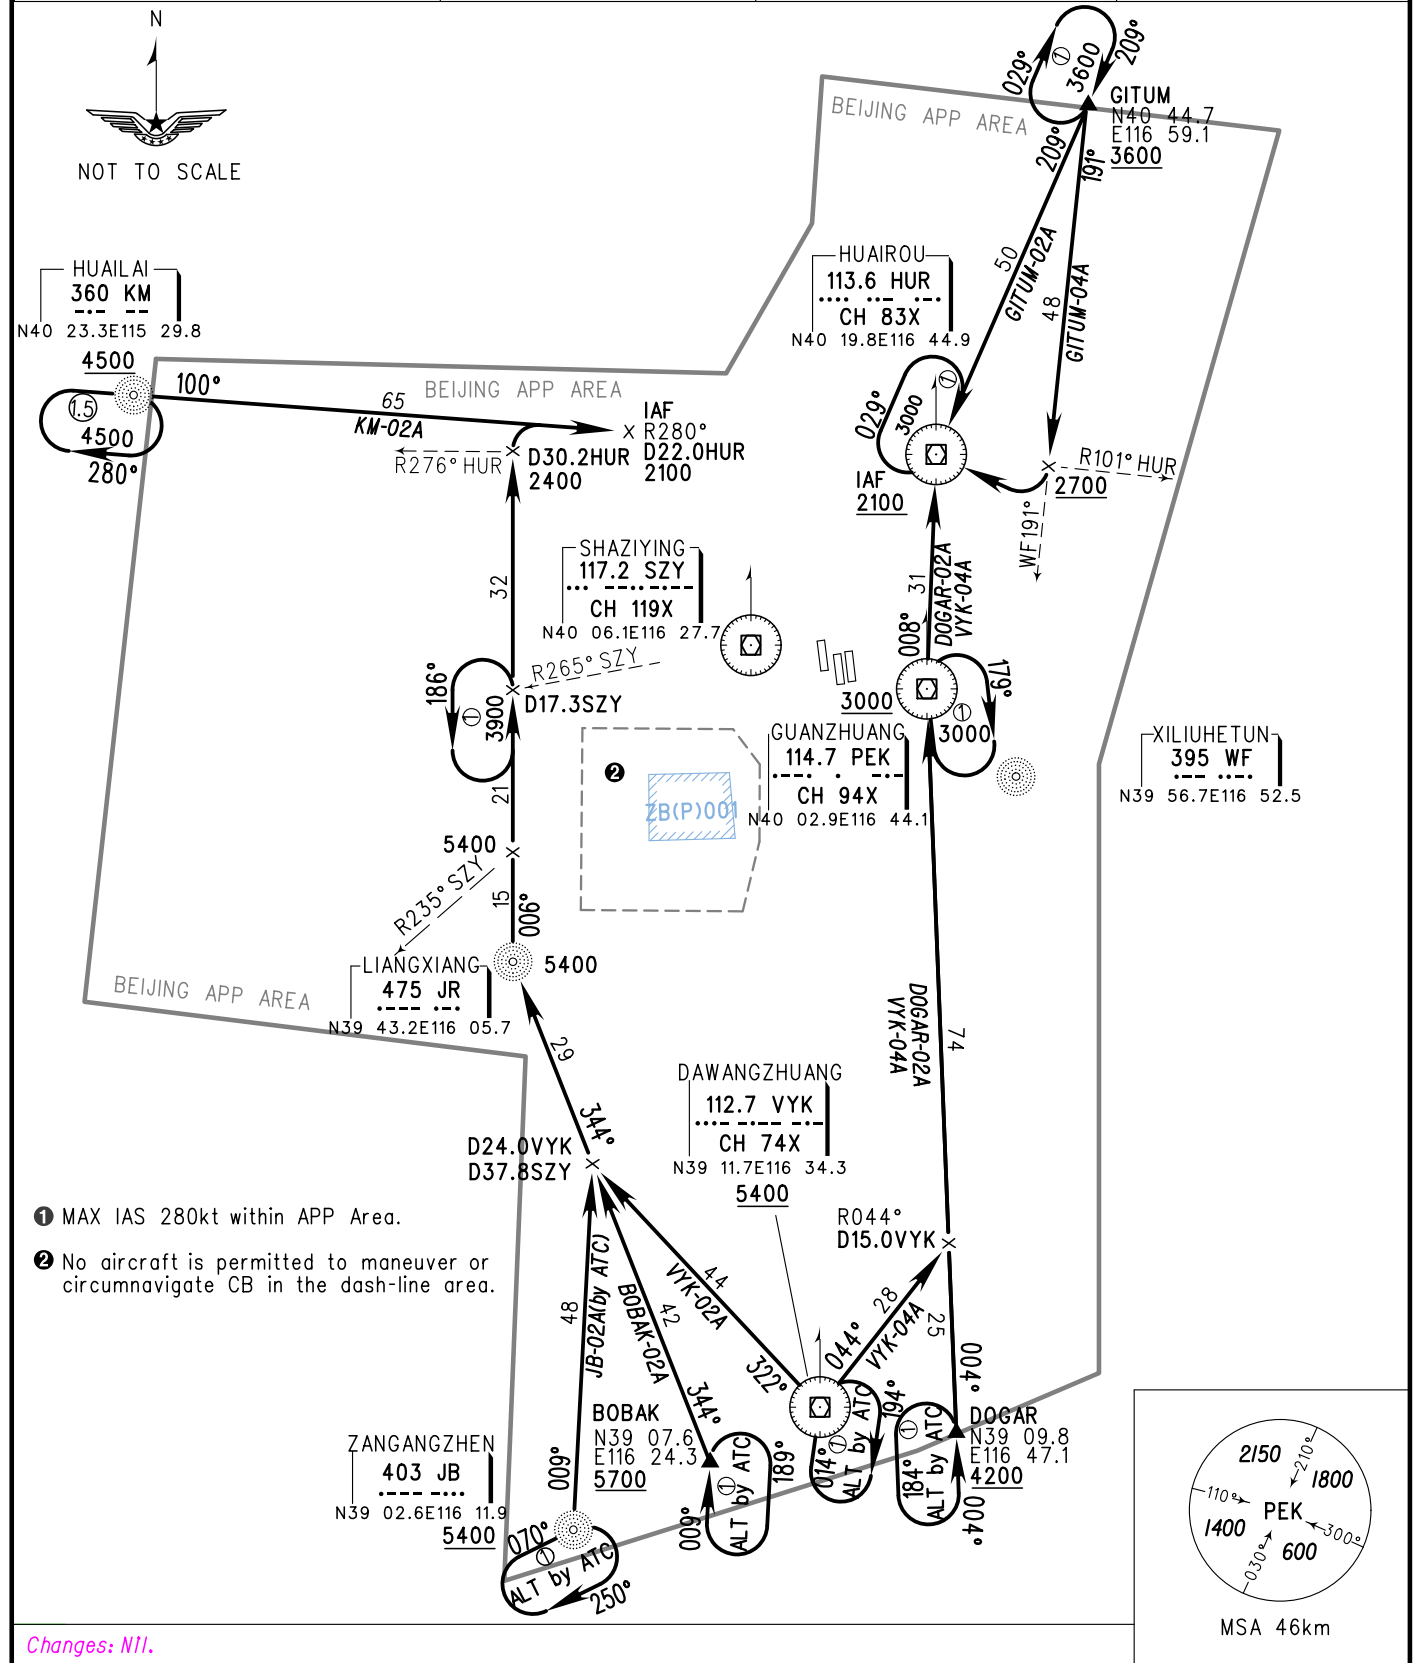 N
NOT TO SCALE
BEIJING APP AREA
029°
1
3600
209°
GITUM
N40 44.7
E116 59.1
3600
209°
191°
50
GITUM-02A
48
GITUM-04A
HUAILAI
360 KM
N40 23.3E115 29.8
4500
1.5
4500
280°
100°
65
KM-02A
BEIJING APP AREA
IAF
R280°
D22.0HUR
2100
R276° HUR
D30.2HUR
2400
HUAIROU
113.6 HUR
CH 83X
N40 19.8E116 44.9
029°
3000
1
IAF
2100
R101° HUR
2700
WF191°
32
SHAZIYING
117.2 SZY
CH 119X
N40 06.1E116 27.7
R265° SZY
D17.3SZY
186°
1
3900
31
008°
DOGAR-02A
VYK-04A
3000
179°
1
3000
GUANZHUANG
114.7 PEK
CH 94X
N40 02.9E116 44.1
XILIUHETUN
395 WF
N39 56.7E116 52.5
2
ZB(P)001
21
5400
R235° SZY
15
006°
LIANGXIANG
475 JR
N39 43.2E116 05.7
5400
BEIJING APP AREA
29
344°
DOGAR-02A
VYK-04A
74
DAWANGZHUANG
112.7 VYK
CH 74X
N39 11.7E116 34.3
5400
D24.0VYK
D37.8SZY
R044°
D15.0VYK
1 MAX IAS 280kt within APP Area.
2 No aircraft is permitted to maneuver or
circumnavigate CB in the dash-line area.
48
JB-02A(by ATC)
BOBAK-02A
42
44
VYK-02A
322°
044°
28
VYK-04A
25
004°
344°
BOBAK
N39 07.6
E116 24.3
5700
009°
1
ALT by ATC
189°
014°
1
ALT by ATC
194°
184°
1
ALT by ATC
004°
DOGAR
N39 09.8
E116 47.1
4200
ZANGANGZHEN
403 JB
N39 02.6E116 11.9
5400
009°
070°
1
ALT by ATC
250°
2150
210°
1800
110°
PEK
1400
300°
030°
600
MSA 46km
Changes: Nil.